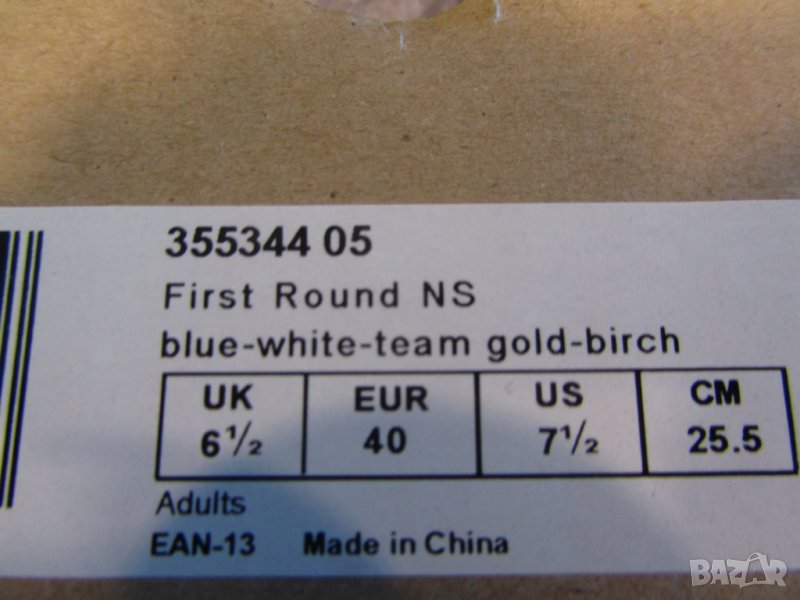 355344 05
First Round NS
blue-white-team gold-birch
UK EUR US CM
6½ 40 7½ 25.5
Adults
EAN-13 Made in China
BAZAR